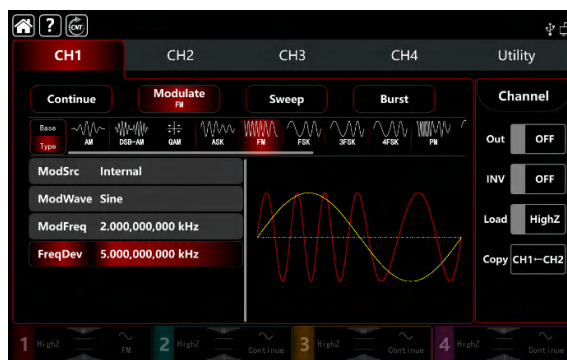 ? CNT
CH1 CH2 CH3 CH4 Utility
Continue Modulate Sweep Burst Channel
FM
Base
Type AM DSB-AM QAM ASK FM FSK 3FSK 4FSK PM
Out OFF
ModSrc Internal
INV OFF
ModWave Sine
ModFreq 2.000,000,000 kHz
Load HighZ
FreqDev 5.000,000,000 kHz
Copy CH1←CH2
1 HighZ FM 2 HighZ Continue 3 HighZ Continue 4 HighZ